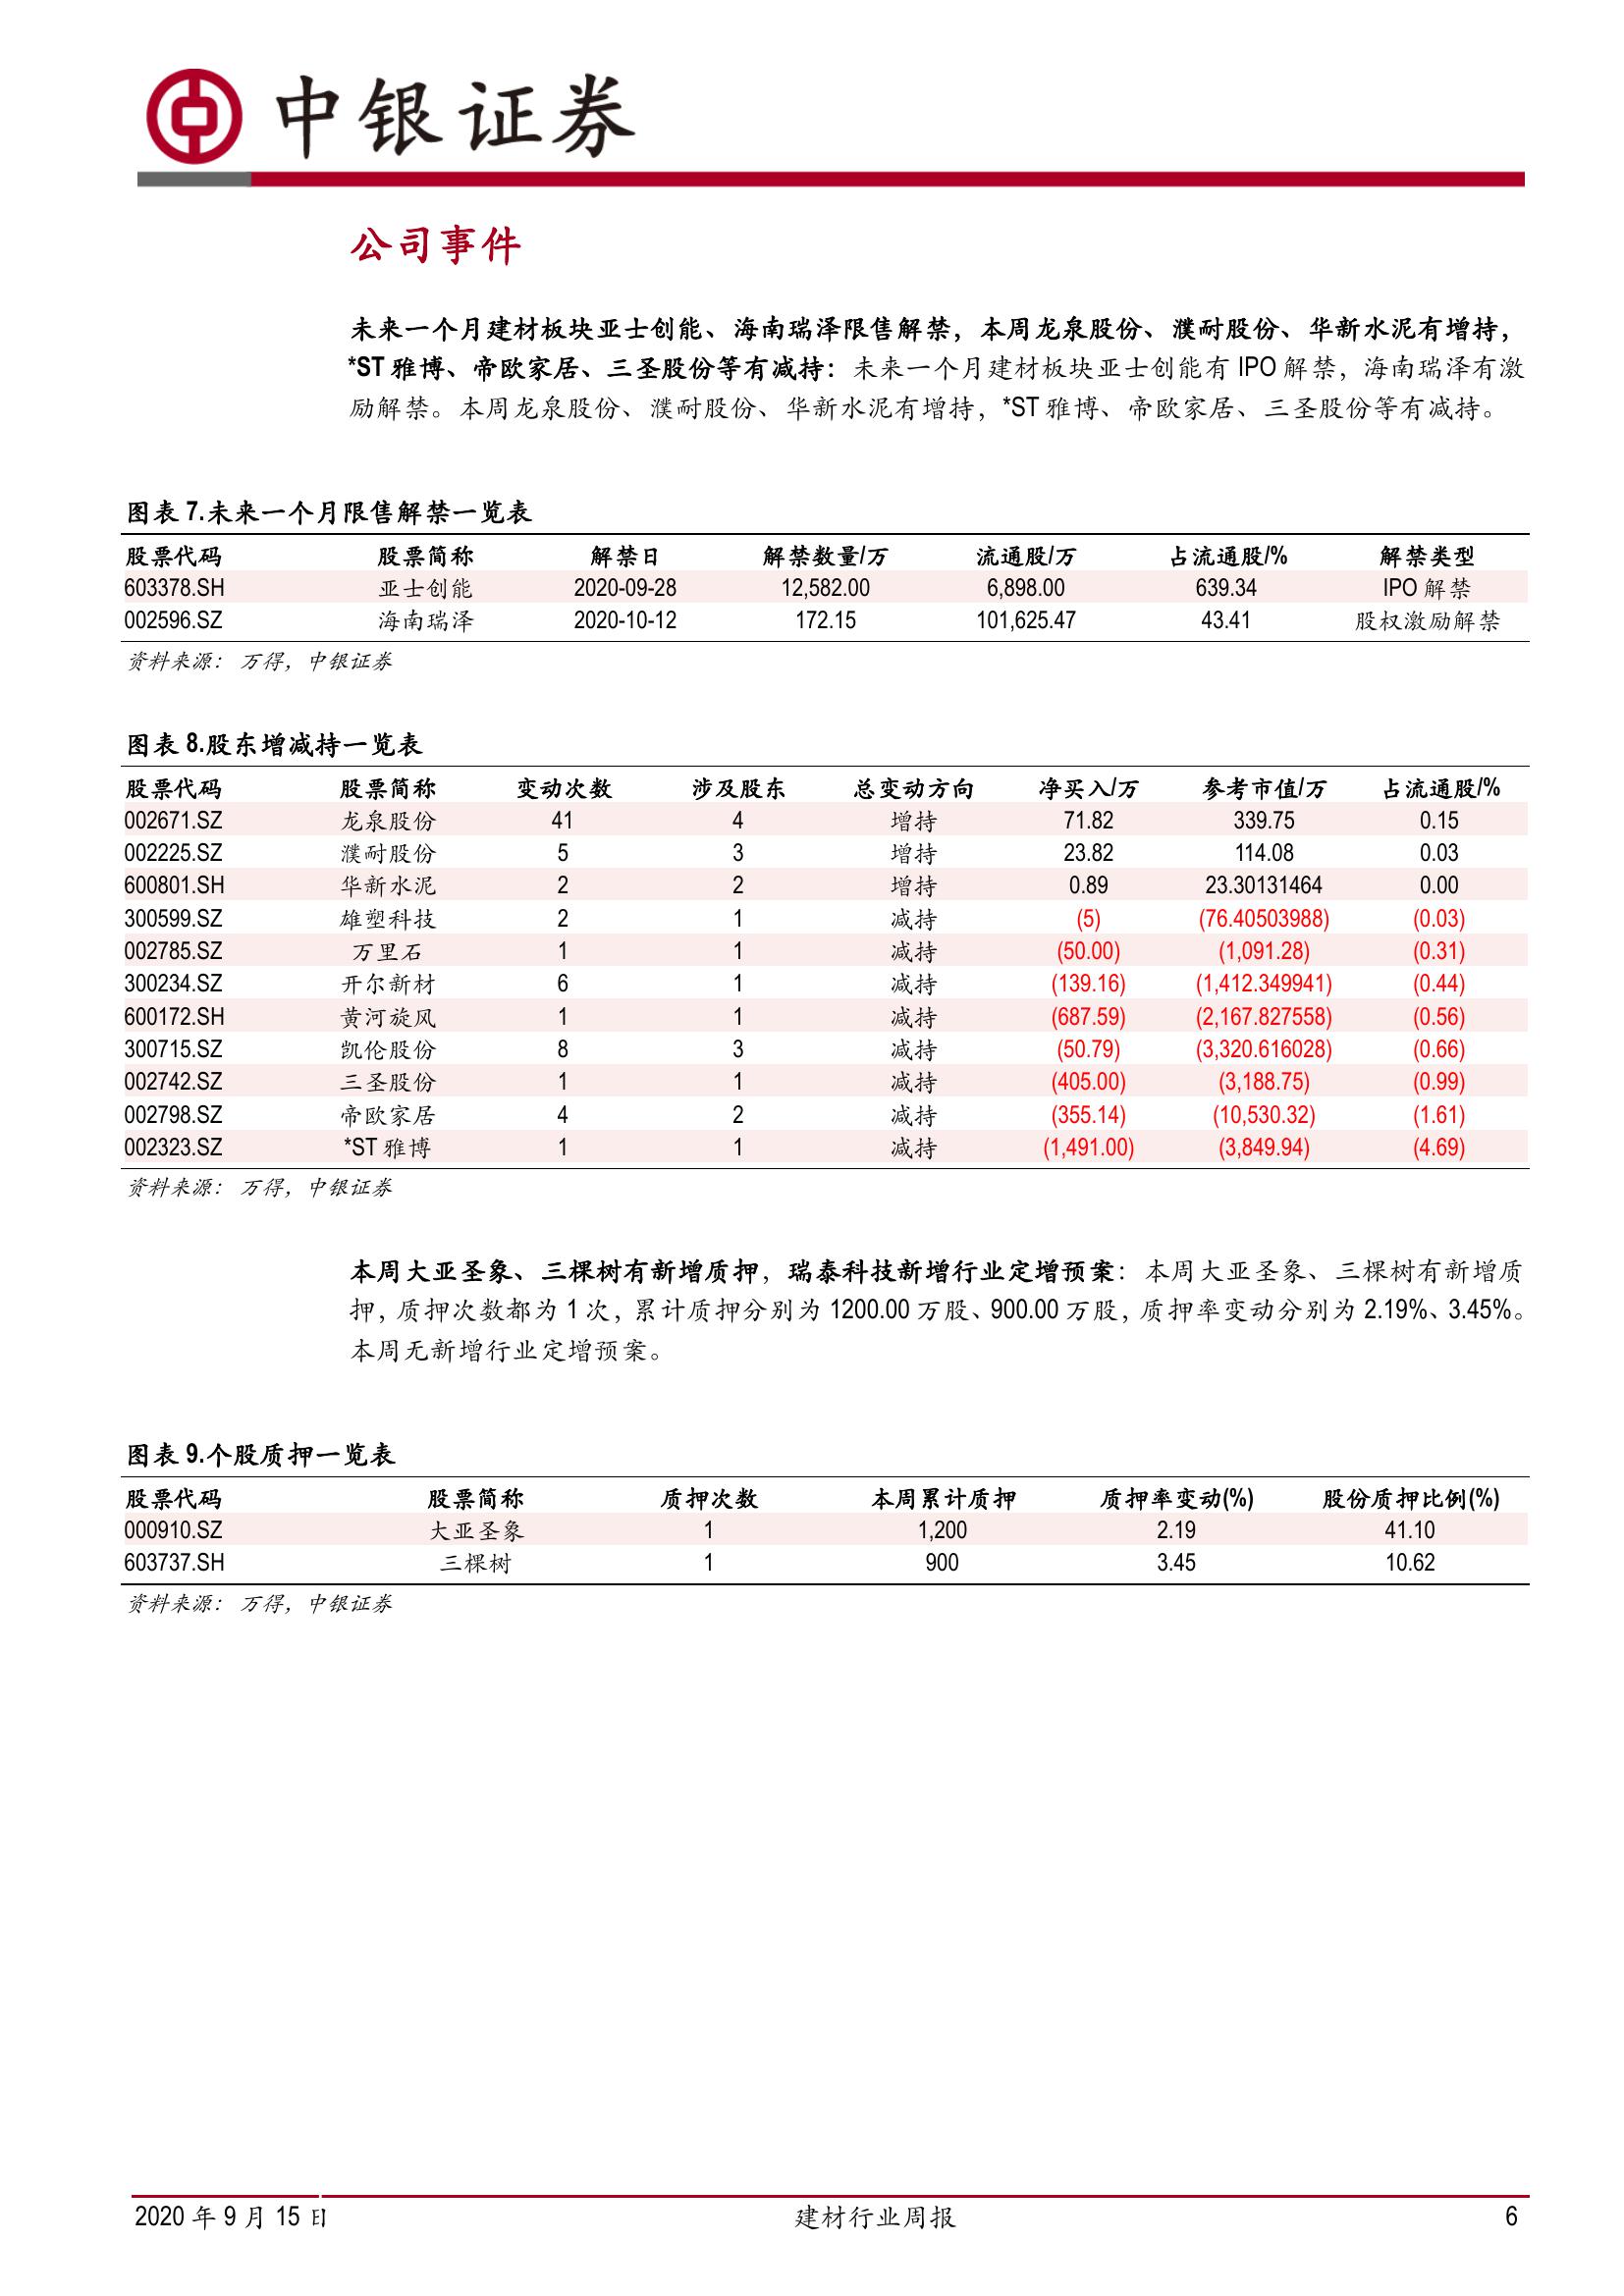 中银证券
公司事件
未来一个月建材板块亚士创能、海南瑞泽限售解禁，本周龙泉股份、濮耐股份、华新水泥有增持，
*ST 雅博、帝欧家居、三圣股份等有减持：未来一个月建材板块亚士创能有 IPO 解禁，海南瑞泽有激
励解禁。本周龙泉股份、濮耐股份、华新水泥有增持，*ST 雅博、帝欧家居、三圣股份等有减持。
图表 7.未来一个月限售解禁一览表
股票代码 股票简称 解禁日 解禁数量/万 流通股/万 占流通股/% 解禁类型
603378.SH 亚士创能 2020-09-28 12,582.00 6,898.00 639.34 IPO 解禁
002596.SZ 海南瑞泽 2020-10-12 172.15 101,625.47 43.41 股权激励解禁
资料来源：万得，中银证券
图表 8.股东增减持一览表
股票代码 股票简称 变动次数 涉及股东 总变动方向 净买入/万 参考市值/万 占流通股/%
002671.SZ 龙泉股份 41 4 增持 71.82 339.75 0.15
002225.SZ 濮耐股份 5 3 增持 23.82 114.08 0.03
600801.SH 华新水泥 2 2 增持 0.89 23.30131464 0.00
300599.SZ 雄塑科技 2 1 减持 (5) (76.40503988) (0.03)
002785.SZ 万里石 1 1 减持 (50.00) (1,091.28) (0.31)
300234.SZ 开尔新材 6 1 减持 (139.16) (1,412.349941) (0.44)
600172.SH 黄河旋风 1 1 减持 (687.59) (2,167.827558) (0.56)
300715.SZ 凯伦股份 8 3 减持 (50.79) (3,320.616028) (0.66)
002742.SZ 三圣股份 1 1 减持 (405.00) (3,188.75) (0.99)
002798.SZ 帝欧家居 4 2 减持 (355.14) (10,530.32) (1.61)
002323.SZ *ST 雅博 1 1 减持 (1,491.00) (3,849.94) (4.69)
资料来源：万得，中银证券
本周大亚圣象、三棵树有新增质押，瑞泰科技新增行业定增预案：本周大亚圣象、三棵树有新增质
押，质押次数都为 1 次，累计质押分别为 1200.00 万股、900.00 万股，质押率变动分别为 2.19%、3.45%。
本周无新增行业定增预案。
图表 9.个股质押一览表
股票代码 股票简称 质押次数 本周累计质押 质押率变动(%) 股份质押比例(%)
000910.SZ 大亚圣象 1 1,200 2.19 41.10
603737.SH 三棵树 1 900 3.45 10.62
资料来源：万得，中银证券
2020 年 9 月 15 日 建材行业周报 6